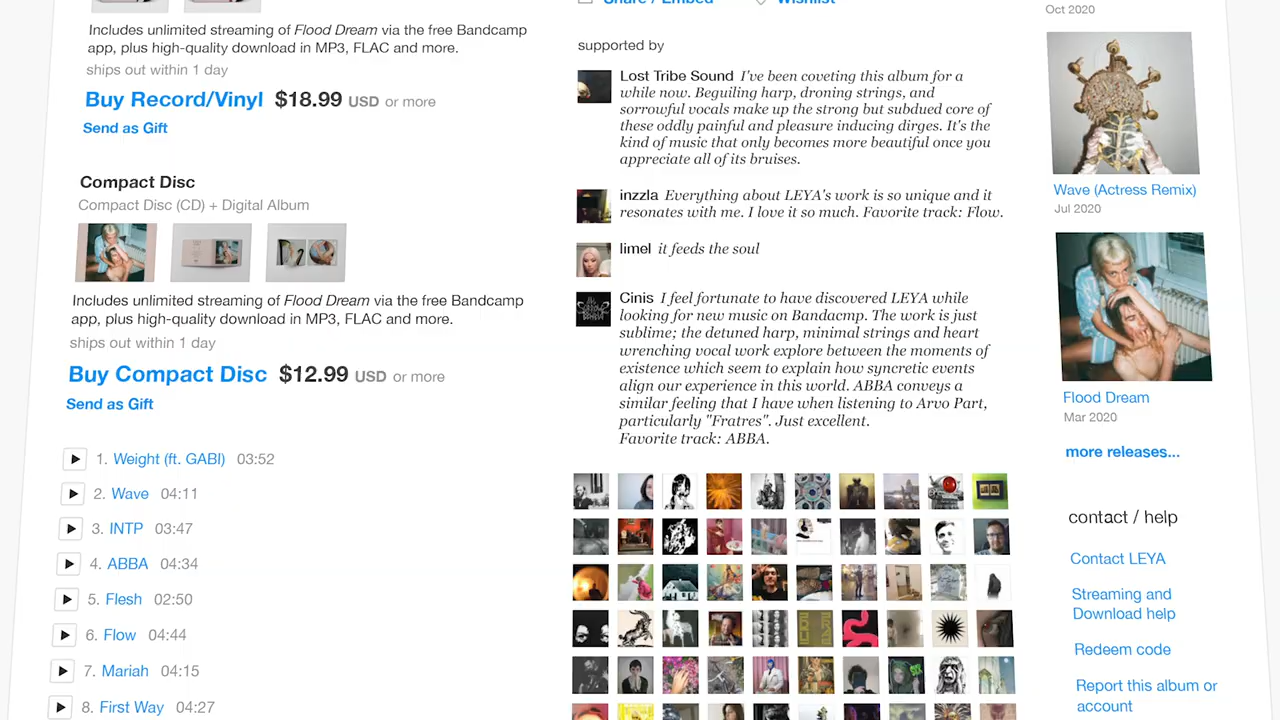 Includes unlimited streaming of Flood Dream via the free Bandcamp
app, plus high-quality download in MP3, FLAC and more.
ships out within 1 day
Buy Record/Vinyl $18.99 USD or more
Send as Gift
Compact Disc
Compact Disc (CD) + Digital Album
Includes unlimited streaming of Flood Dream via the free Bandcamp
app, plus high-quality download in MP3, FLAC and more.
ships out within 1 day
Buy Compact Disc $12.99 USD or more
Send as Gift
1. Weight (ft. GABI) 03:52
2. Wave 04:11
3. INTP 03:47
4. ABBA 04:34
5. Flesh 02:50
6. Flow 04:44
7. Mariah 04:15
8. First Way 04:27
Share / Embed Wishlist
supported by
Lost Tribe Sound I've been coveting this album for a
while now. Beguiling harp, droning strings, and
sorrowful vocals make up the strong but subdued core of
these oddly painful and pleasure inducing dirges. It's the
kind of music that only becomes more beautiful once you
appreciate all of its bruises.
inzzla Everything about LEYA's work is so unique and it
resonates with me. I love it so much. Favorite track: Flow.
limel it feeds the soul
Cinis I feel fortunate to have discovered LEYA while
looking for new music on Bandacmp. The work is just
sublime; the detuned harp, minimal strings and heart
wrenching vocal work explore between the moments of
existence which seem to explain how syncretic events
align our experience in this world. ABBA conveys a
similar feeling that I have when listening to Arvo Part,
particularly "Fratres". Just excellent.
Favorite track: ABBA.
Oct 2020
Wave (Actress Remix)
Jul 2020
Flood Dream
Mar 2020
more releases...
contact / help
Contact LEYA
Streaming and
Download help
Redeem code
Report this album or
account